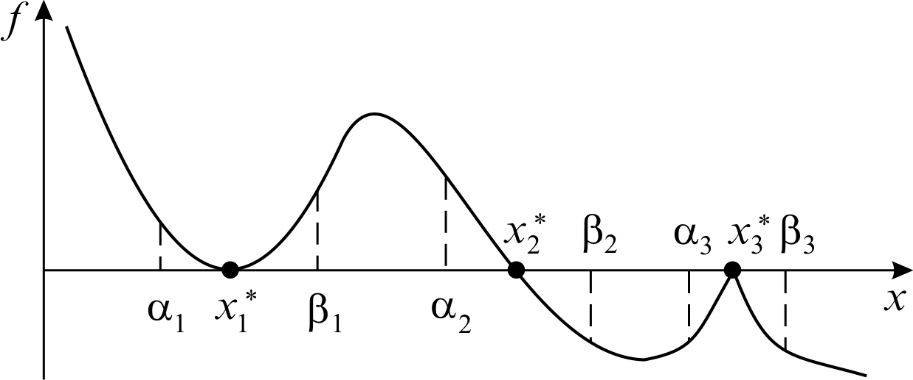 f
x₂* β₂ α₃ x₃* β₃
α₁ x₁* β₁ α₂ x